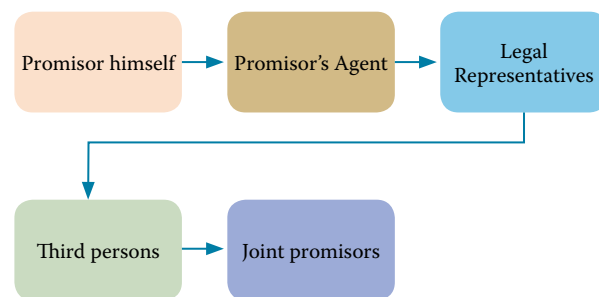 Promisor himself
Promisor’s Agent
Legal
Representatives
Third persons
Joint promisors